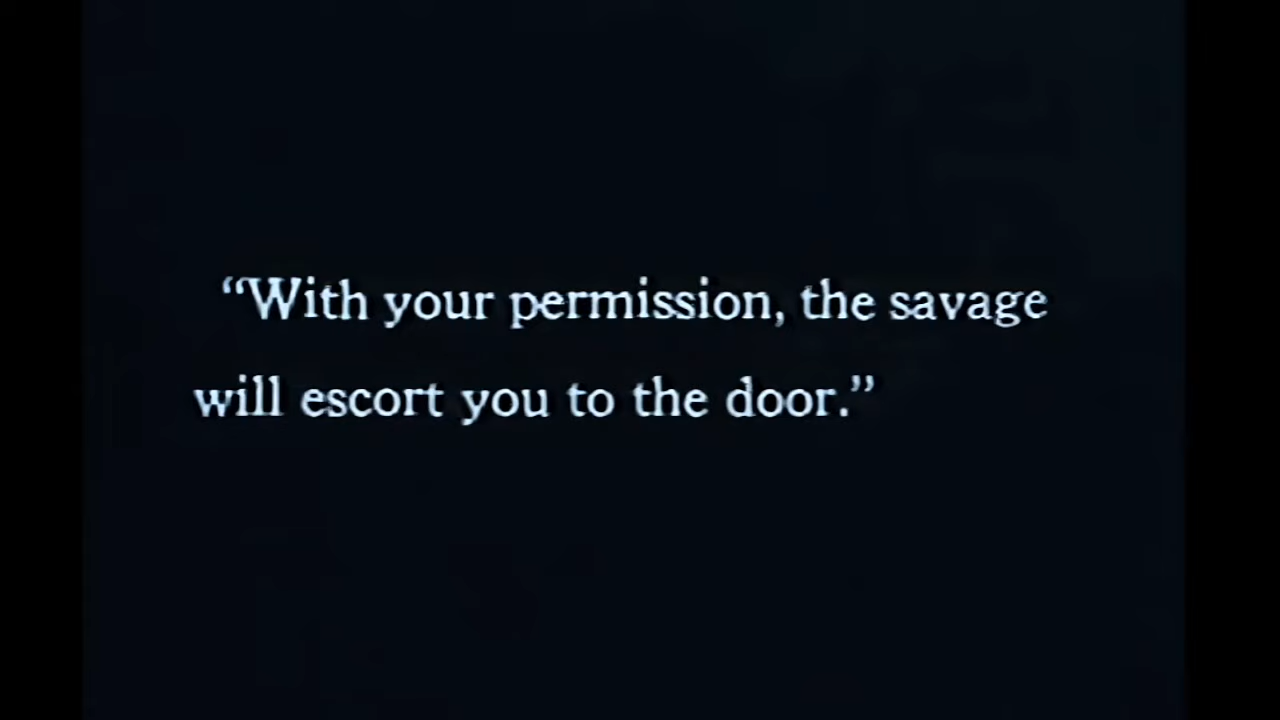 “With your permission, the savage
will escort you to the door.”